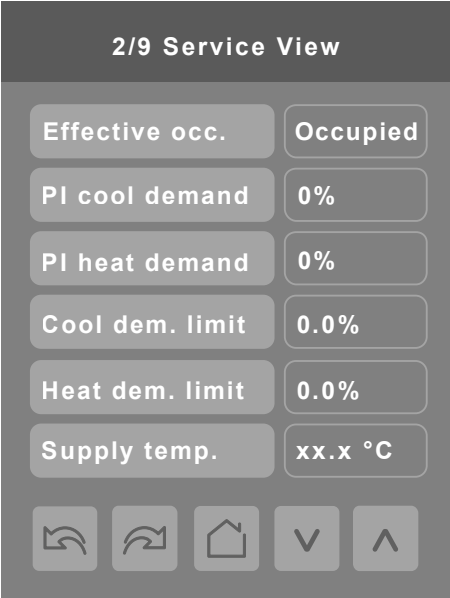 2/9 Service View
Effective occ. Occupied
PI cool demand 0%
PI heat demand 0%
Cool dem. limit 0.0%
Heat dem. limit 0.0%
Supply temp. xx.x °C